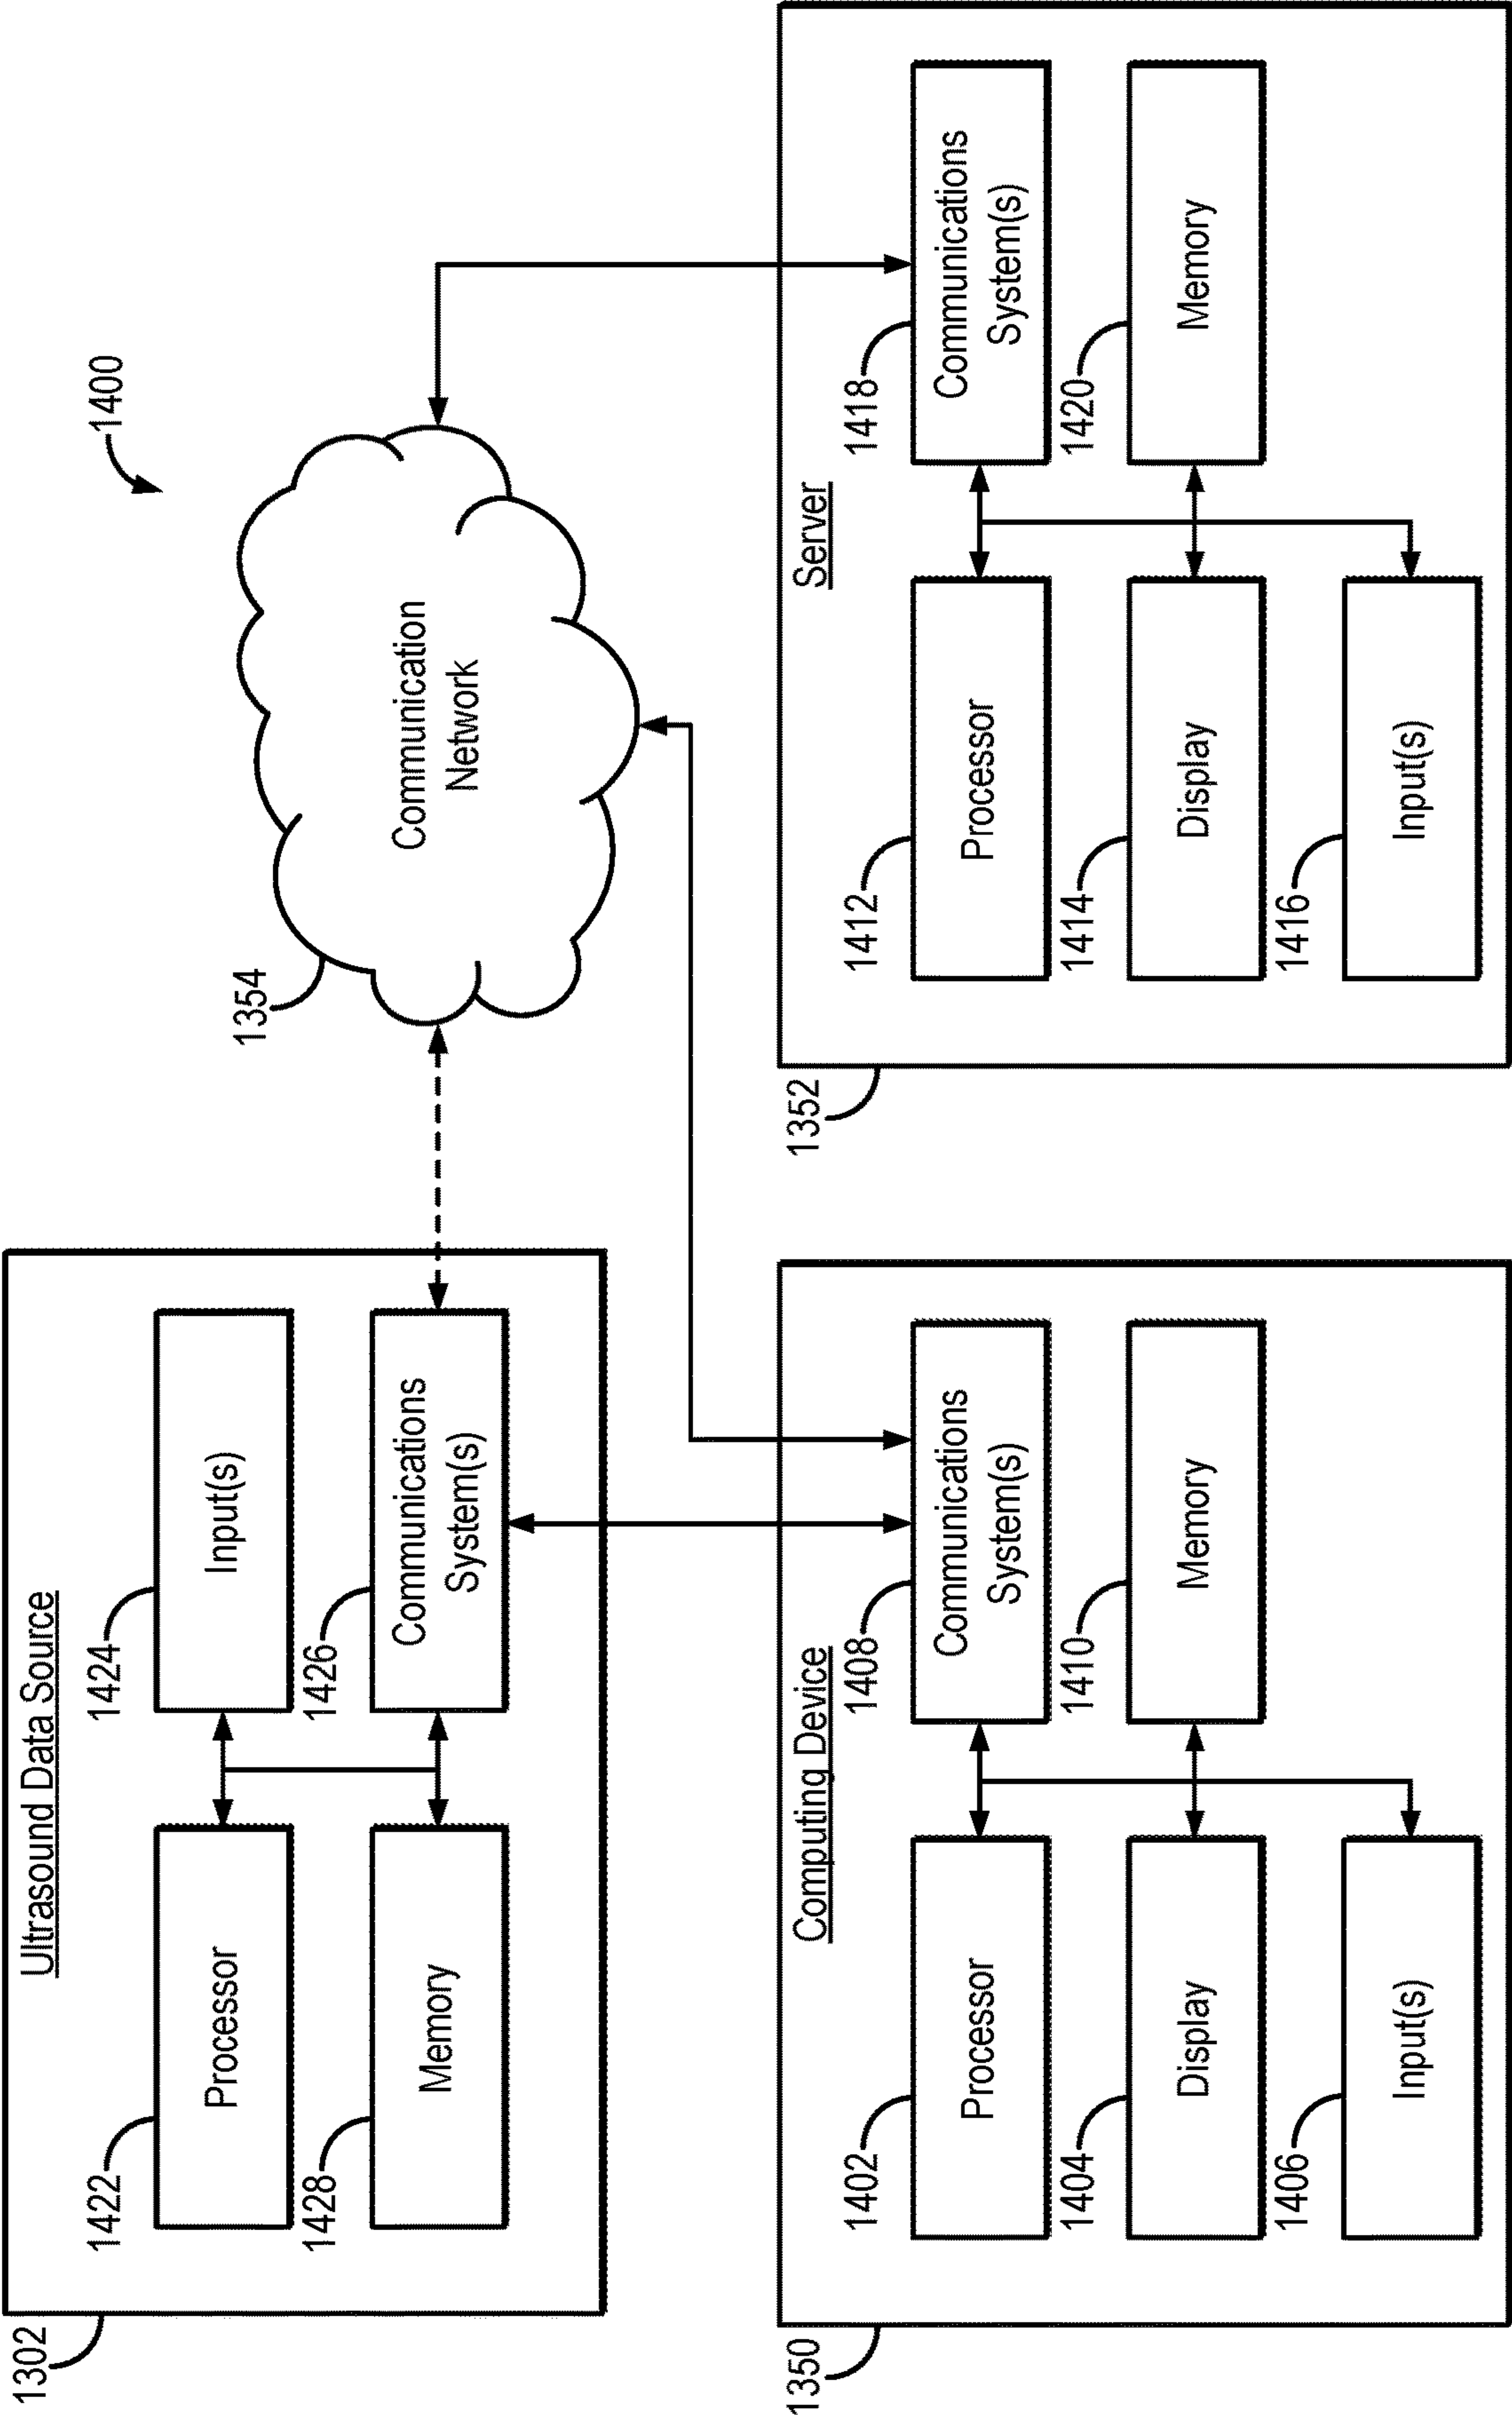 1400
1302
Ultrasound Data Source
1422
Processor
1424
Input(s)
1428
Memory
1426
Communications
System(s)
1354
Communication
Network
1350
Computing Device
1402
Processor
1408
Communications
System(s)
1404
Display
1410
Memory
1406
Input(s)
1352
Server
1412
Processor
1418
Communications
System(s)
1414
Display
1420
Memory
1416
Input(s)